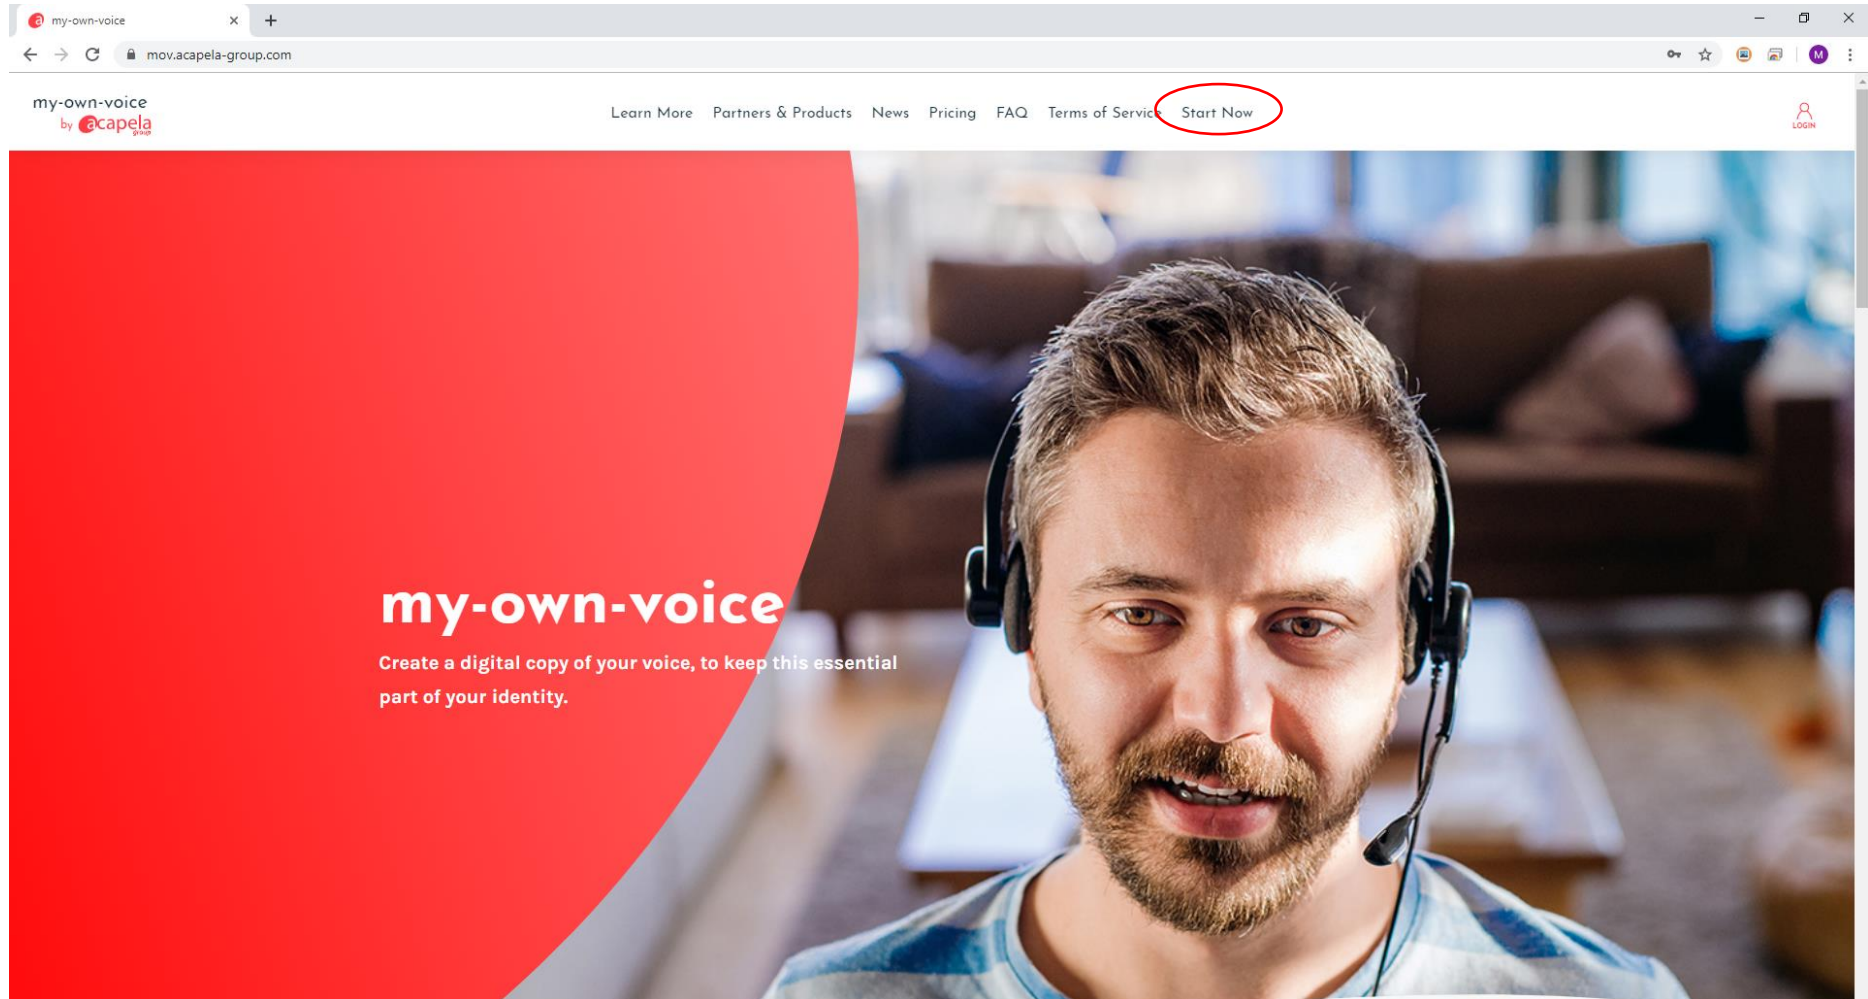 my-own-voice
mov.acapela-group.com
M
my-own-voice
by acapela
group
Learn More Partners & Products News Pricing FAQ Terms of Service Start Now
LOGIN
my-own-voice
Create a digital copy of your voice, to keep this essential
part of your identity.